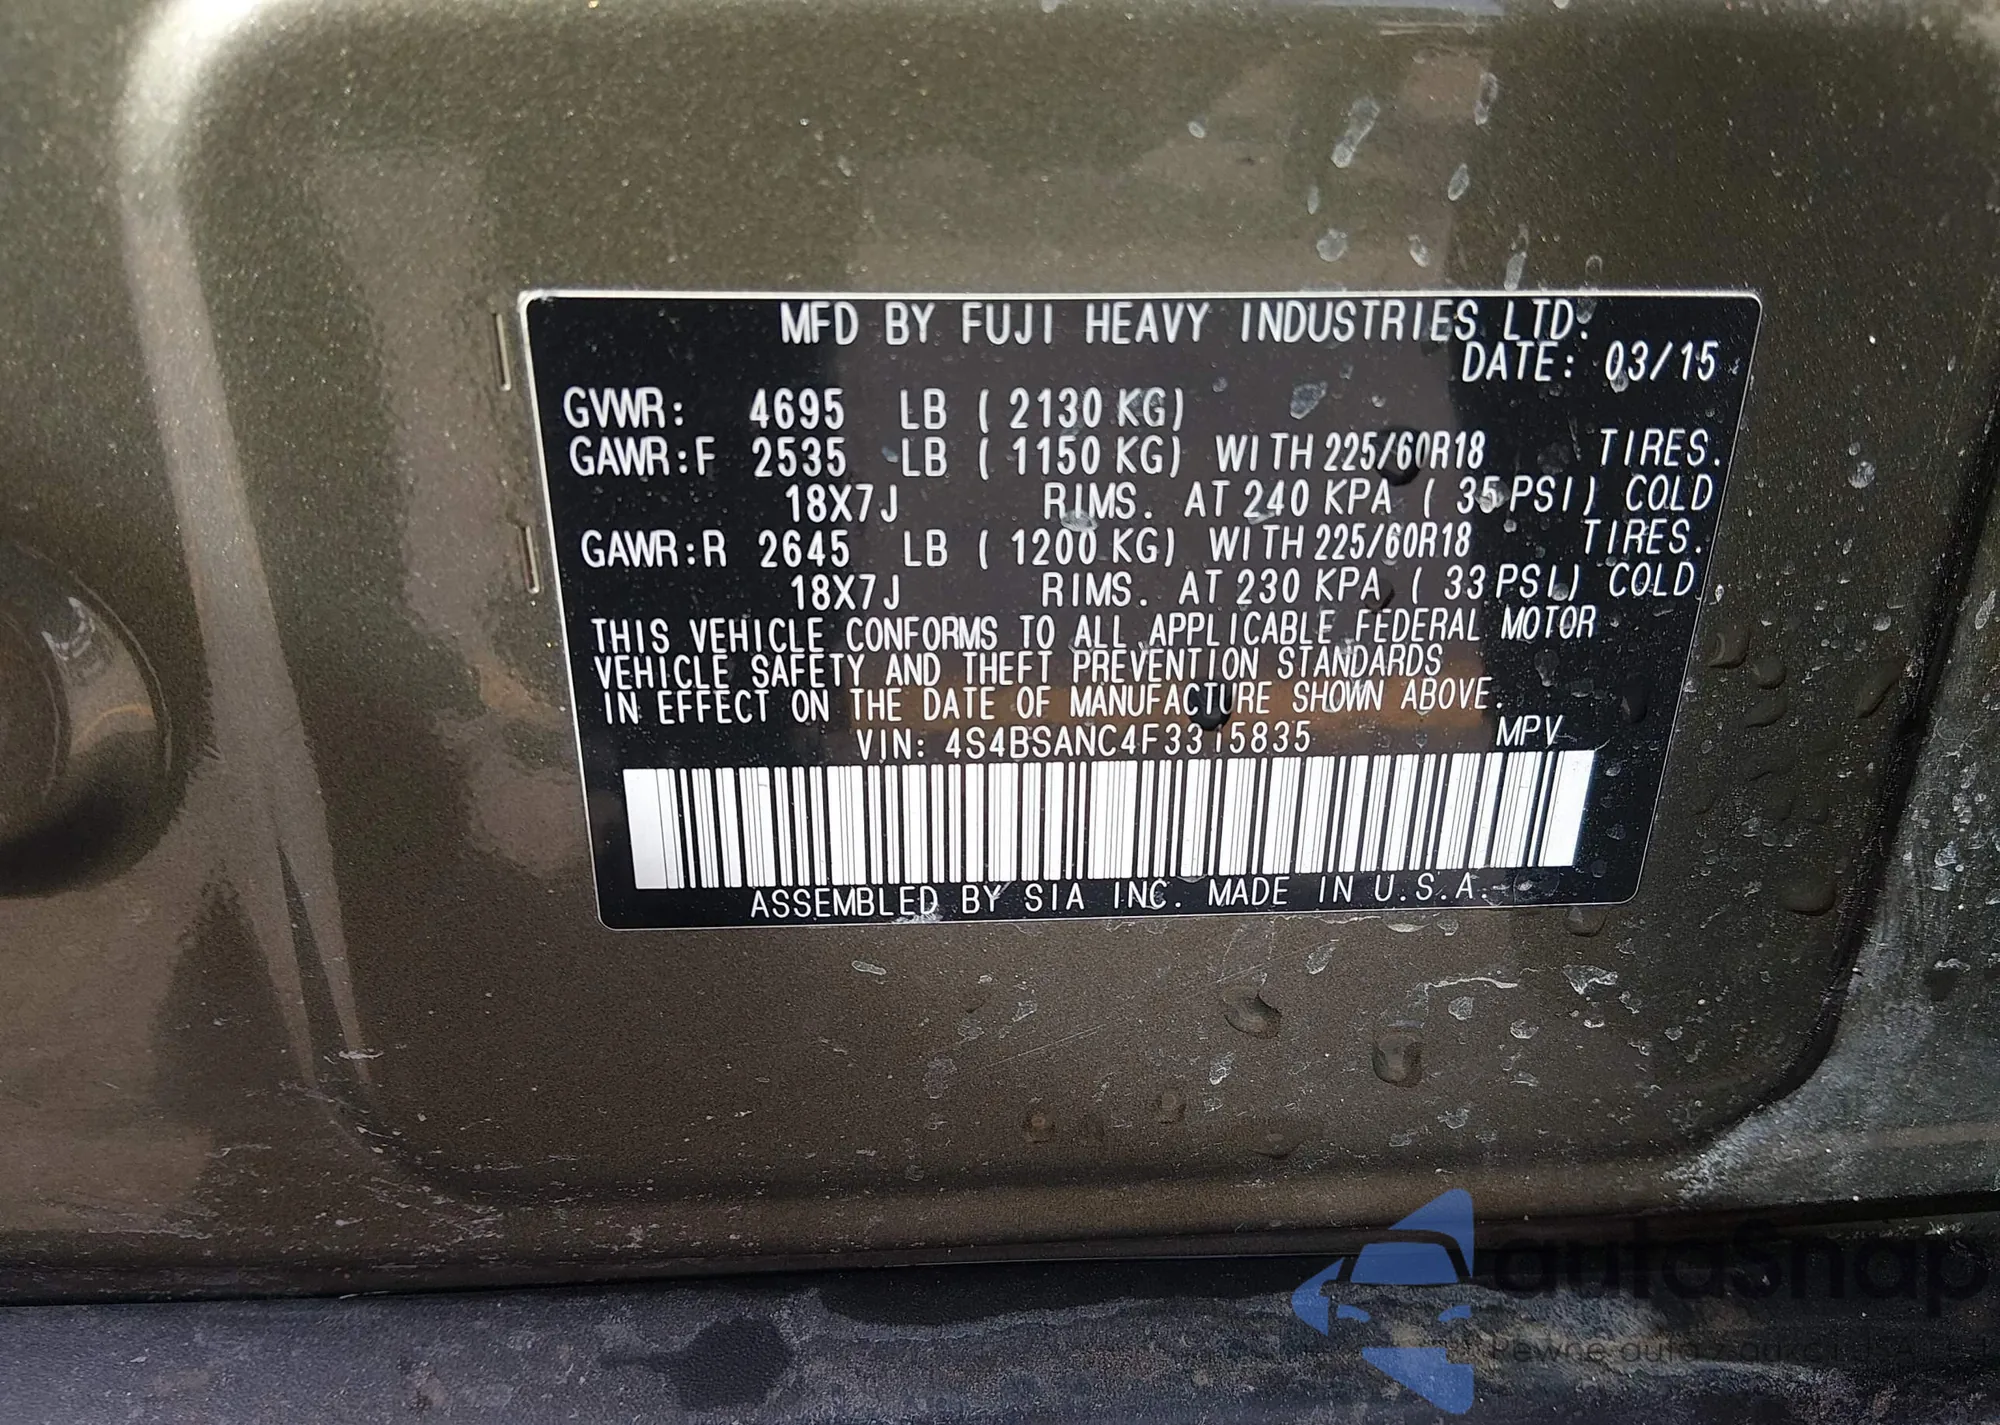 MFD BY FUJI HEAVY INDUSTRIES LTD.
DATE: 03/15
GVWR: 4695 LB ( 2130 KG)
GAWR:F 2535 LB ( 1150 KG) WITH 225/60R18 TIRES.
18X7J RIMS. AT 240 KPA ( 35 PSI) COLD
GAWR:R 2645 LB ( 1200 KG) WITH 225/60R18 TIRES.
18X7J RIMS. AT 230 KPA ( 33 PSI) COLD.
THIS VEHICLE CONFORMS TO ALL APPLICABLE FEDERAL MOTOR
VEHICLE SAFETY AND THEFT PREVENTION STANDARDS
IN EFFECT ON THE DATE OF MANUFACTURE SHOWN ABOVE.
VIN: 4S4BSANC4F3315835 MPV
ASSEMBLED BY SIA INC. MADE IN U.S.A.
autoSnap
Pewne auta z